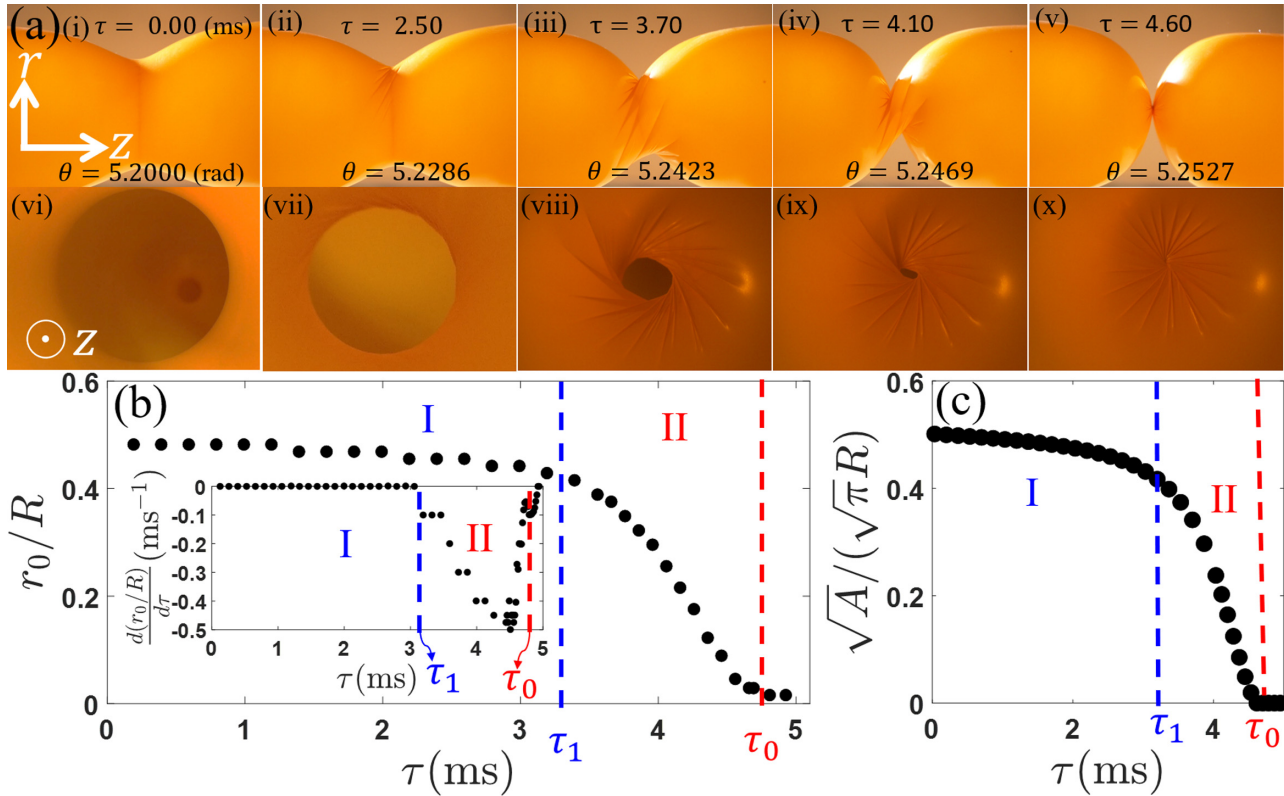 (a) (i) τ = 0.00 (ms) (ii) τ = 2.50 (iii) τ = 3.70 (iv) τ = 4.10 (v) τ = 4.60
r
z
θ = 5.2000 (rad) θ = 5.2286 θ = 5.2423 θ = 5.2469 θ = 5.2527
(vi) (vii) (viii) (ix) (x)
z
(b)
0.6
0.4
0.2
0
r₀/R
I
II
0
-0.1
-0.2
-0.3
-0.4
-0.5
d(r₀/R)/dτ (ms⁻¹)
I
II
0 1 2 3 4 5
τ(ms)
τ₁
τ₀
0 1 2 3 4 5
τ₁
τ₀
τ(ms)
(c)
0.6
0.4
0.2
0
√A/(√πR)
I
II
0 2 4
τ₁
τ₀
τ(ms)